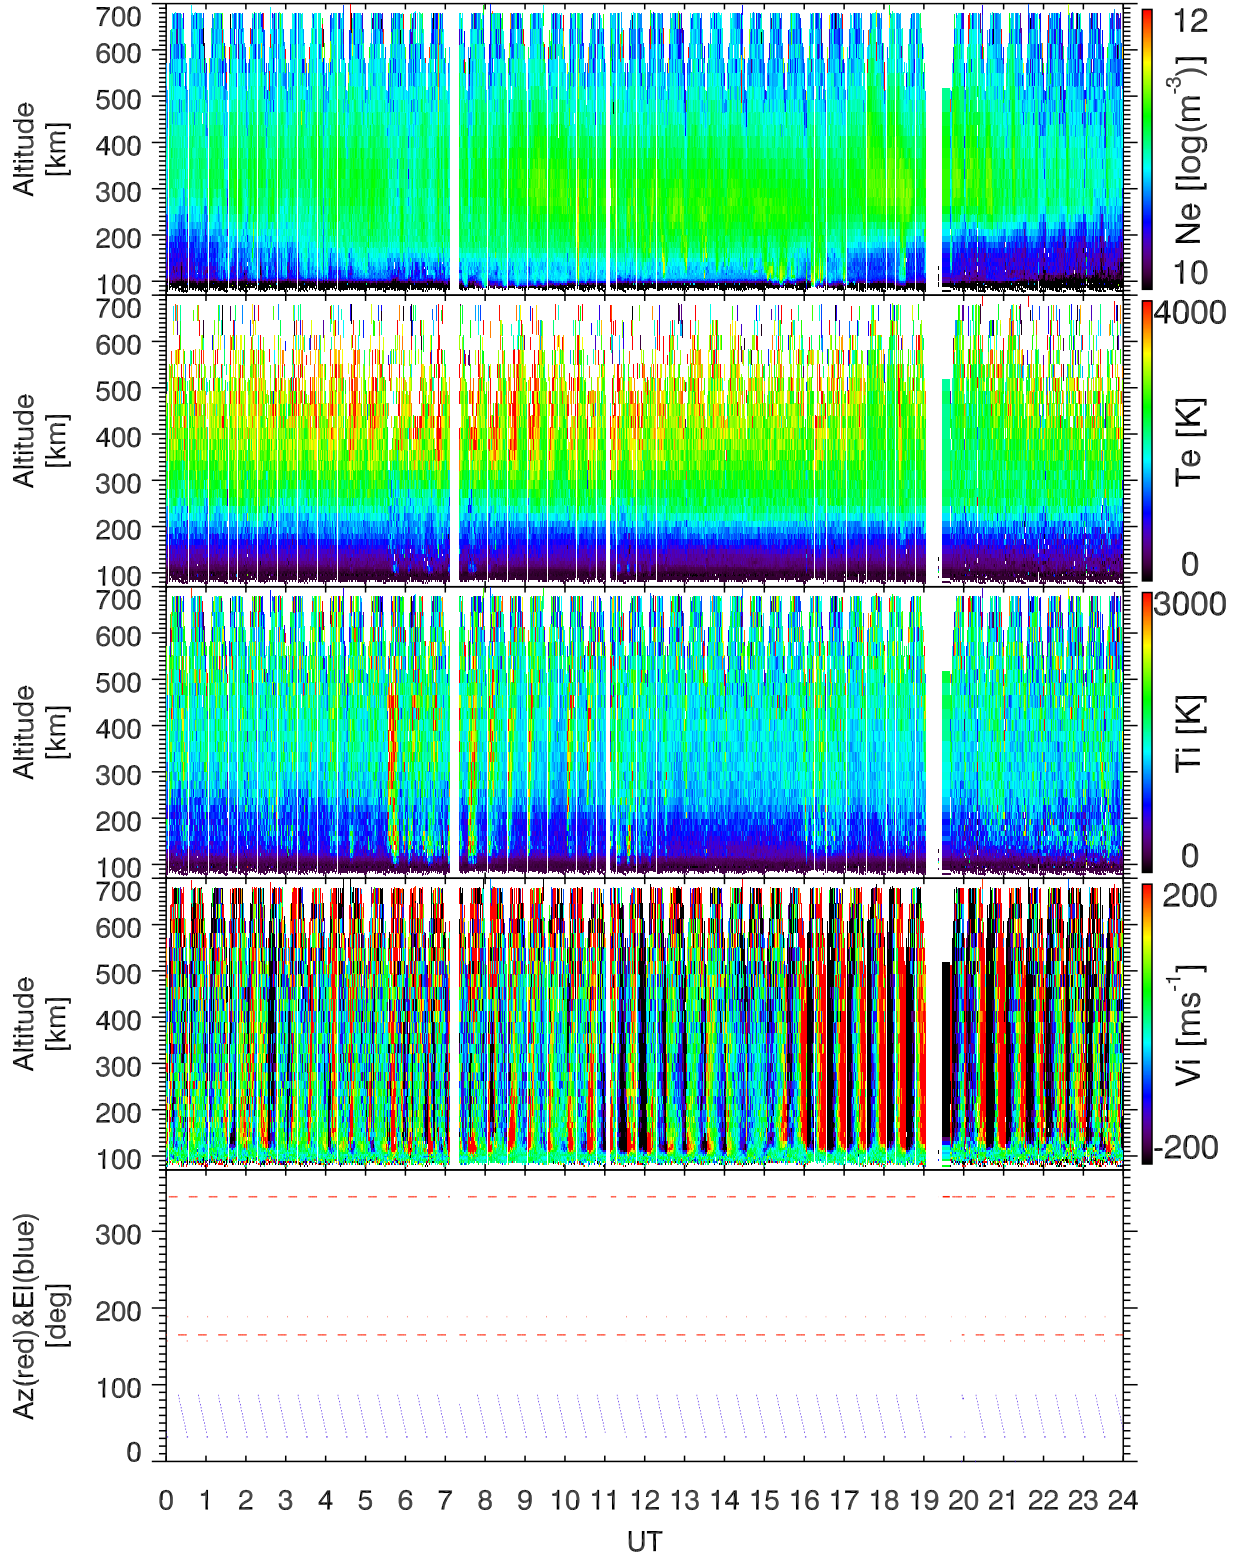 700
600
500
400
300
200
100
Altitude
[km]
12
10
Ne [log(m⁻³)]
700
600
500
400
300
200
100
Altitude
[km]
4000
0
Te [K]
700
600
500
400
300
200
100
Altitude
[km]
3000
0
Ti [K]
700
600
500
400
300
200
100
Altitude
[km]
200
-200
Vi [ms⁻¹]
300
200
100
0
Az(red)&El(blue)
[deg]
0 1 2 3 4 5 6 7 8 9 10 11 12 13 14 15 16 17 18 19 20 21 22 23 24
UT